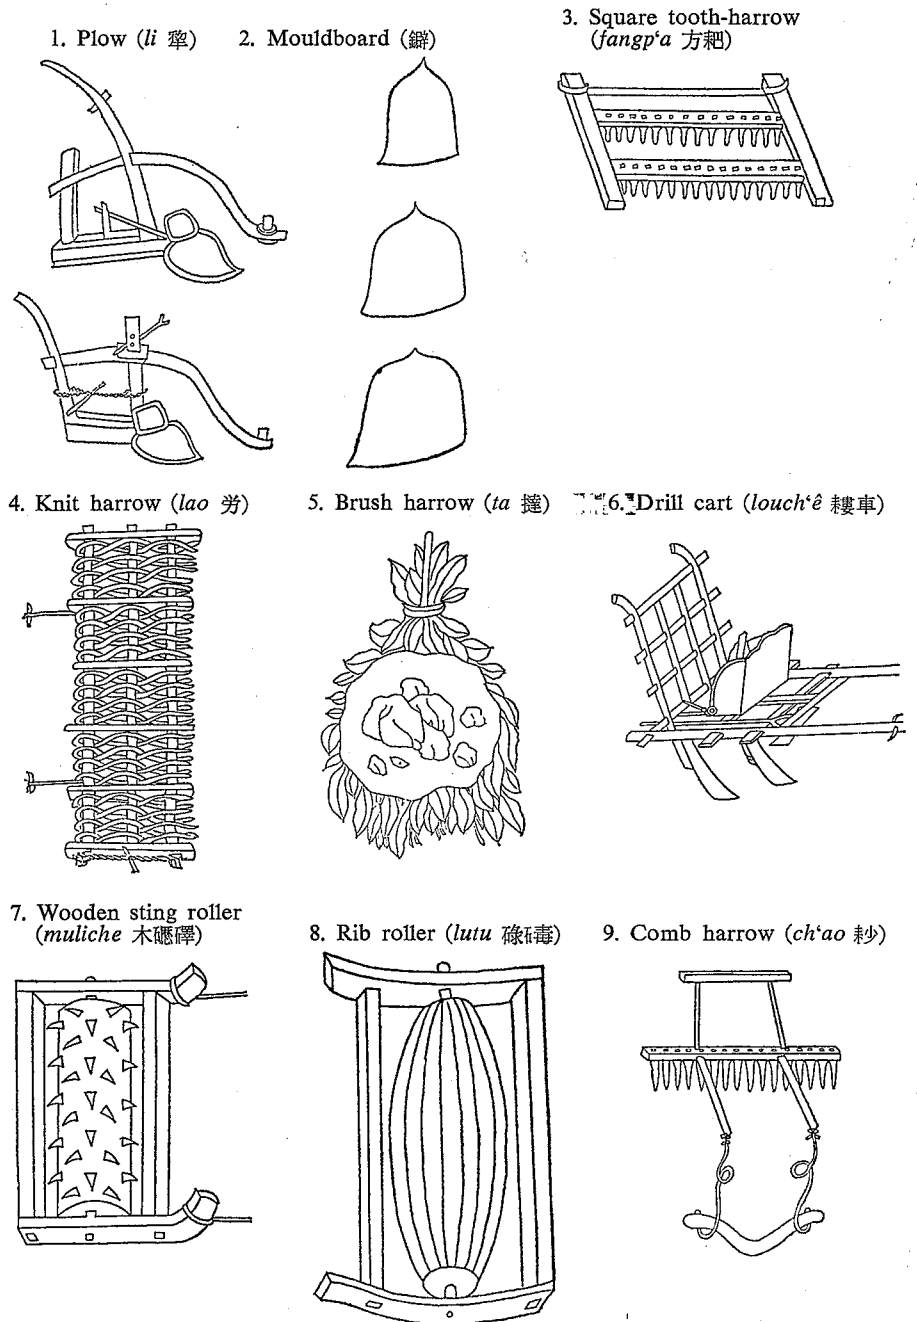 1. Plow (li 犂)
2. Mouldboard (鐴)
3. Square tooth-harrow
(fangp‘a 方耙)
4. Knit harrow (lao 労)
5. Brush harrow (ta 撻)
6. Drill cart (louch‘ê 耬車)
7. Wooden sting roller
(muliche 木礰礋)
8. Rib roller (lutu 碌碡)
9. Comb harrow (ch‘ao 耖)